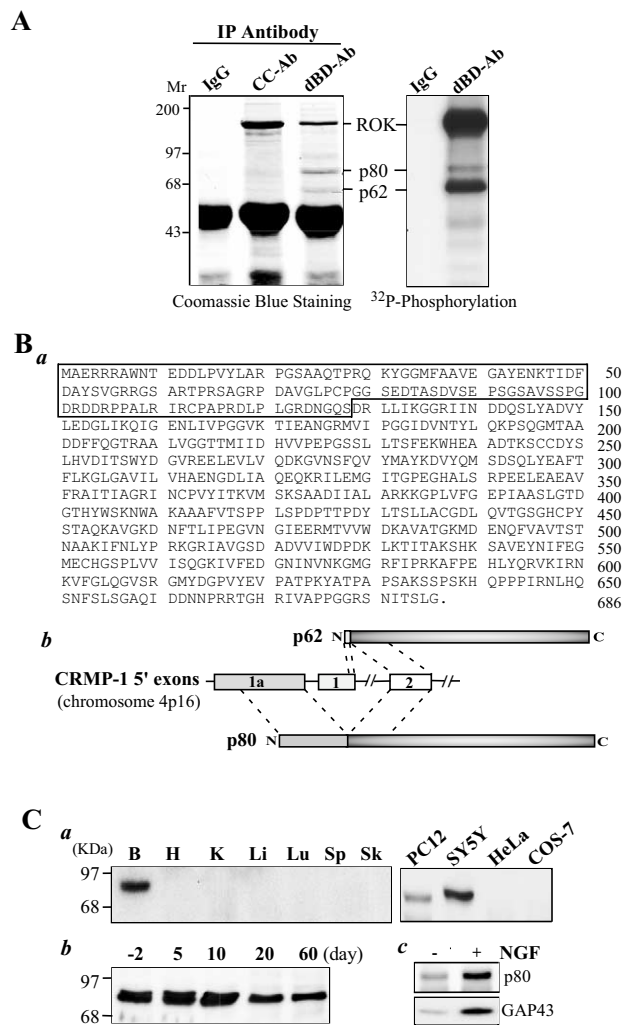 A
IP Antibody
IgG CC-Ab dBD-Ab IgG dBD-Ab
Mr
200
ROK
97
p80
68
p62
43
Coomassie Blue Staining
32P-Phosphorylation
B
a
MAERRRAWNT EDDLPVYLAR PGSAAQTPRQ KYGGMFAAVE GAYENKTIDF 50
DAYSVGRRGS ARTPRSAGRP DAVGLPCPGG SEDTASDVSE PSGSAVSSPG 100
DRDDRPPALR IRCPAPRDLP LGRDNGQSDR LLIKGGRIIN DDQSLYADVY 150
LEDGLIKQIG ENLIVPGGVK TIEANGRMVI PGGIDVNTYL QKPSQGMTAA 200
DDFFQGTRAA LVGGTTMIID HVVPEPGSSL LTSFEKWHEA ADTKSCCDYS 250
LHVDITSWYD GVREELEVLV QDKGVNSFQV YMAYKDVYQM SDSQLYEAFT 300
FLKGLGAVIL VHAENGDLIA QEQKRILEMG ITGPEGHALS RPEELEAEAV 350
FRAITIAGRI NCPVYITKVM SKSAADIIAL ARKKGPLVFG EPIAASLGTD 400
GTHYWSKNWA KAAAFVTSPP LSPDPTTPDY LTSLLACGDL QVTGSGHCPY 450
STAQKAVGKD NFTLIPEGVN GIEERMTVVW DKAVATGKMD ENQFVAVTST 500
NAAKIFNLYP RKGRIAVGSD ADVVIWDPDK LKTITAKSHK SAVEYNIFEG 550
MECHGSPLVV ISQGKIVFED GNINVNKGMG RFIPRKAFPE HLYQRVKIRN 600
KVFGLQGVSR GMYDGPVYEV PATPKYATPA PSAKSSPSKH QPPPIRNLHQ 650
SNFSLSGAQI DDNNPRRTGH RIVAPPGGRS NITSLG. 686
b
p62 N C
CRMP-1 5' exons
1a 1 2
(chromosome 4p16)
p80 N C
C
a
(KDa) B H K Li Lu Sp Sk
PC12 SY5Y HeLa COS-7
97
68
b
-2 5 10 20 60 (day)
97
68
c
- + NGF
p80
GAP43